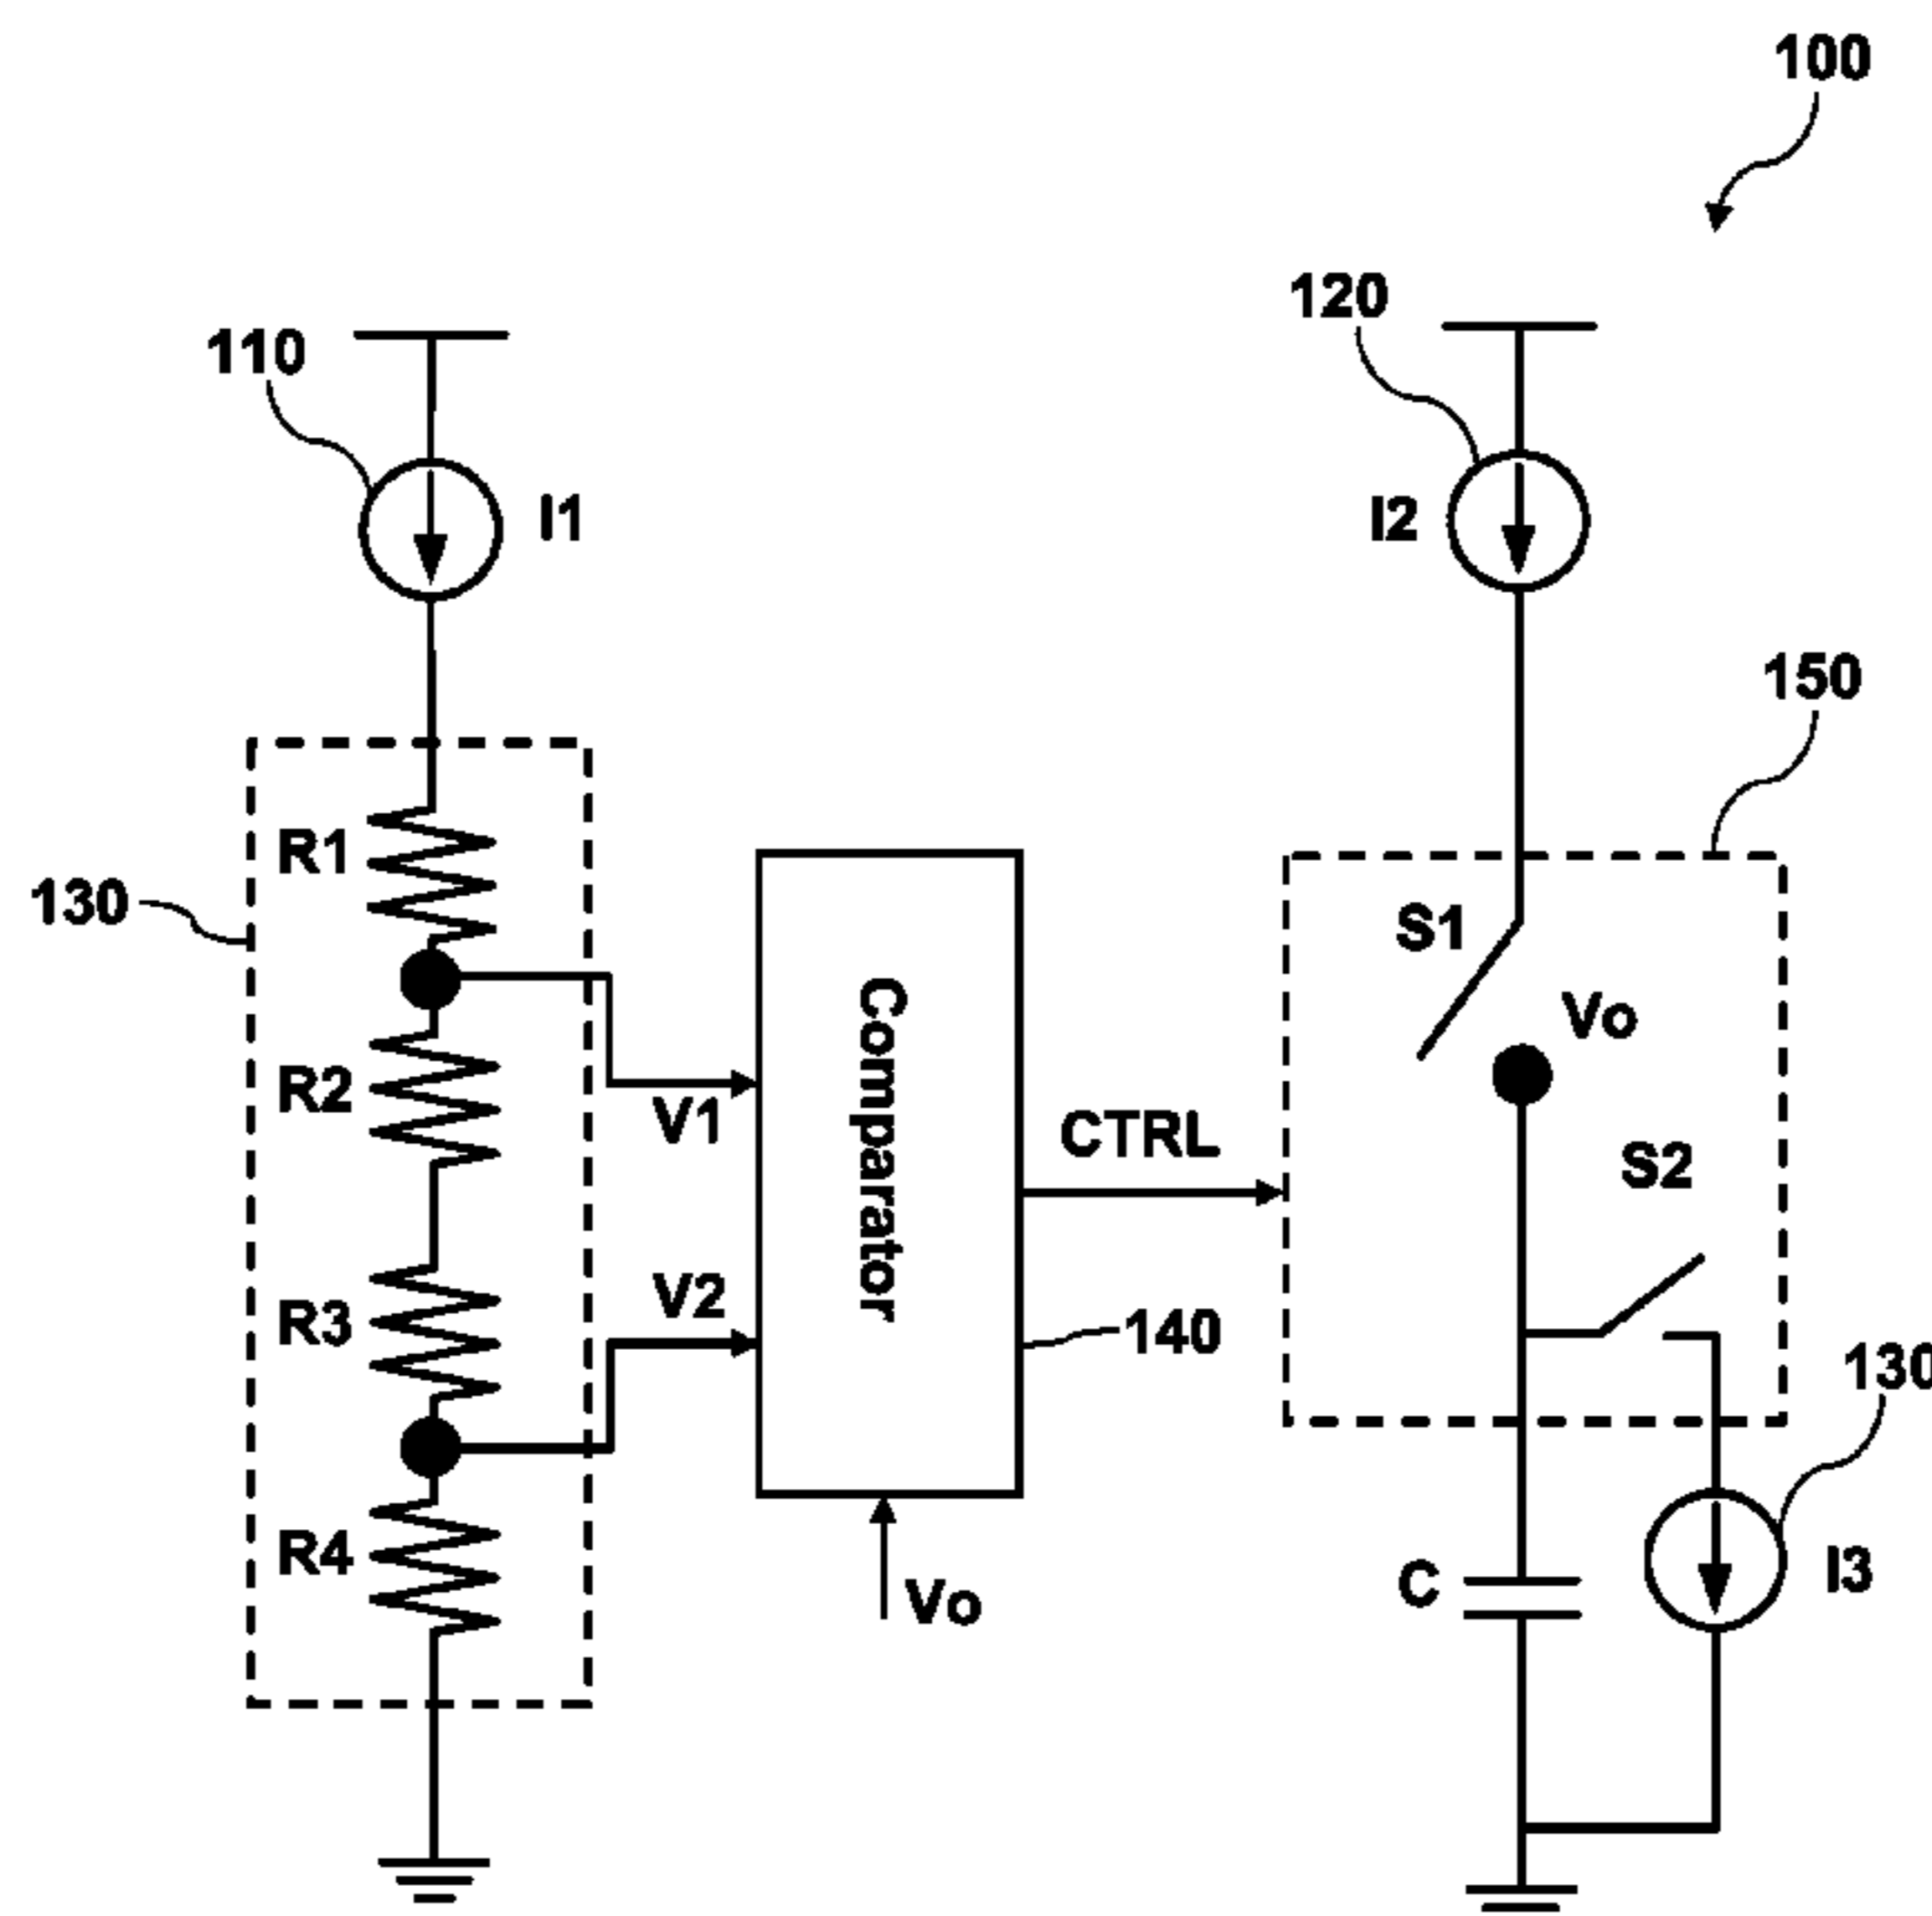 100
120
110
I1
I2
150
R1
130
S1
Vo
R2
V1
Comparator
CTRL
S2
V2
R3
140
130
R4
Vo
C
I3